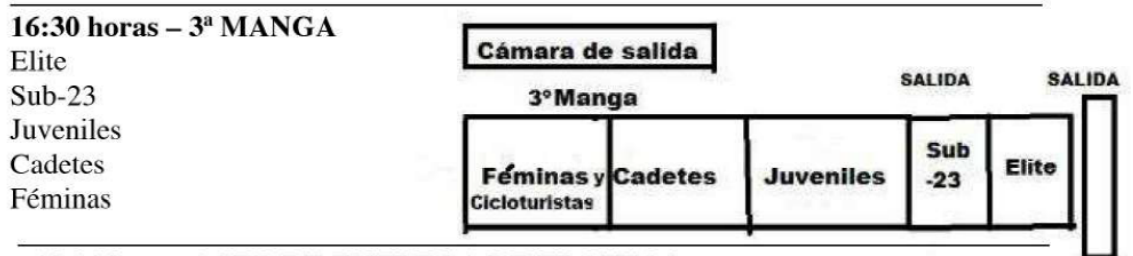 16:30 horas – 3ª MANGA
Elite
Sub-23
Juveniles
Cadetes
Féminas
Cámara de salida
3º Manga
SALIDA
SALIDA
Féminas y
Cicloturistas
Cadetes
Juveniles
Sub
-23
Elite